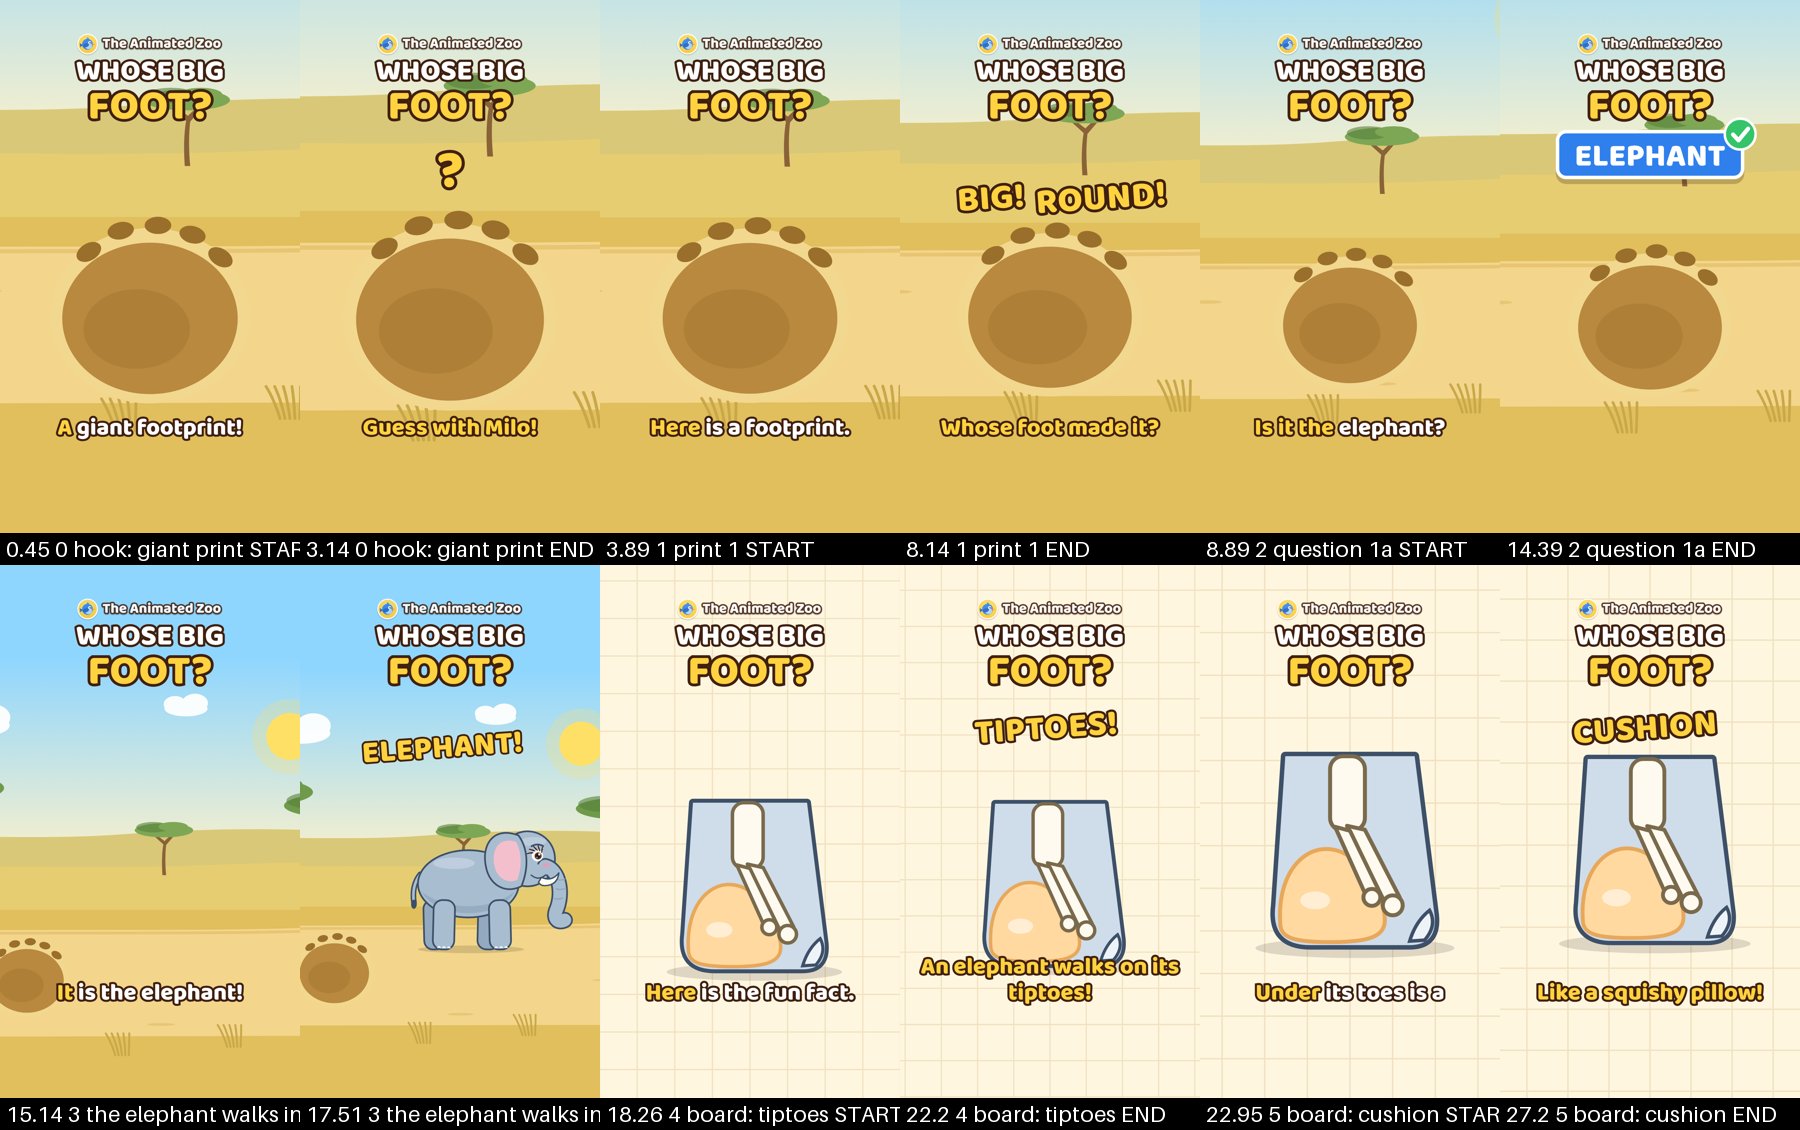 The Animated Zoo
WHOSE BIG
FOOT?
A giant footprint!
0.45 0 hook: giant print STAR
The Animated Zoo
WHOSE BIG
FOOT?
?
Guess with Milo!
3.14 0 hook: giant print END
The Animated Zoo
WHOSE BIG
FOOT?
Here is a footprint.
3.89 1 print 1 START
The Animated Zoo
WHOSE BIG
FOOT?
BIG! ROUND!
Whose foot made it?
8.14 1 print 1 END
The Animated Zoo
WHOSE BIG
FOOT?
Is it the elephant?
8.89 2 question 1a START
The Animated Zoo
WHOSE BIG
FOOT?
ELEPHANT
14.39 2 question 1a END
The Animated Zoo
WHOSE BIG
FOOT?
It is the elephant!
15.14 3 the elephant walks in
The Animated Zoo
WHOSE BIG
FOOT?
ELEPHANT!
17.51 3 the elephant walks in
The Animated Zoo
WHOSE BIG
FOOT?
Here is the fun fact.
18.26 4 board: tiptoes START
The Animated Zoo
WHOSE BIG
FOOT?
TIPTOES!
An elephant walks on its
tiptoes!
22.2 4 board: tiptoes END
The Animated Zoo
WHOSE BIG
FOOT?
Under its toes is a
22.95 5 board: cushion STAR
The Animated Zoo
WHOSE BIG
FOOT?
CUSHION
Like a squishy pillow!
27.2 5 board: cushion END